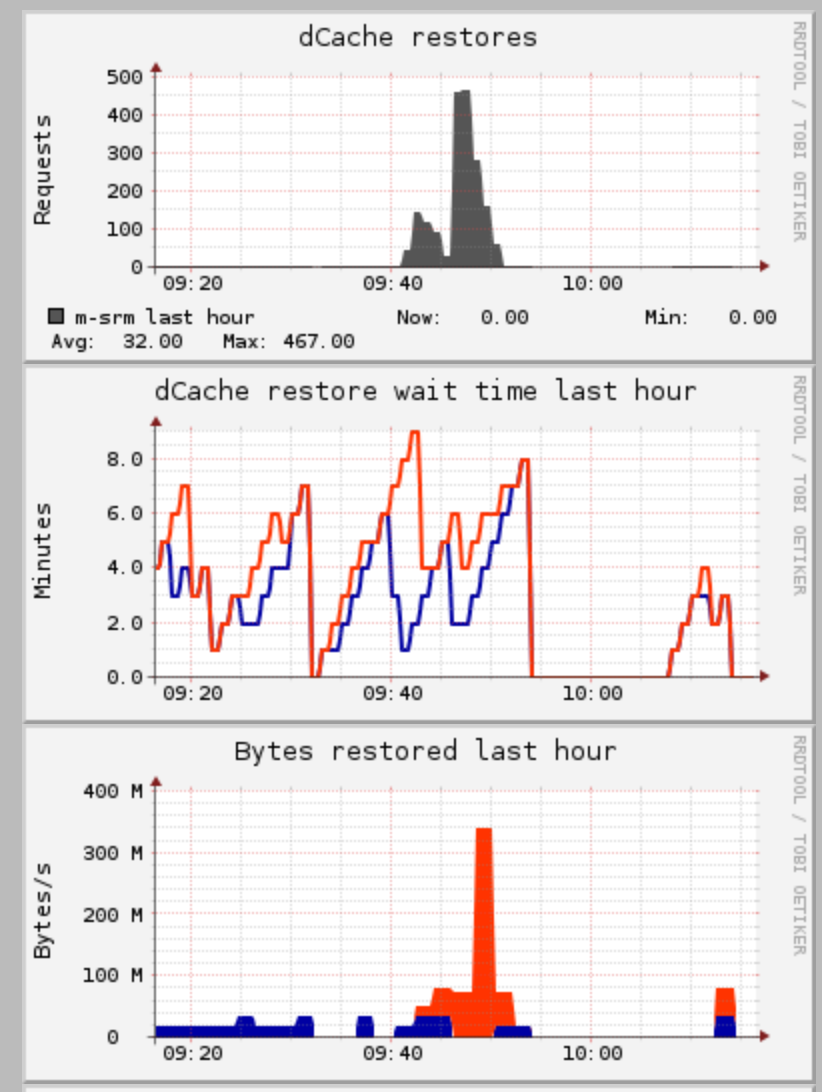 dCache restores
RRDTOOL / TOBI OETIKER
Requests
500
400
300
200
100
0
09:20 09:40 10:00
m-srm last hour Now: 0.00 Min: 0.00
Avg: 32.00 Max: 467.00
dCache restore wait time last hour
RRDTOOL / TOBI OETIKER
Minutes
8.0
6.0
4.0
2.0
0.0
09:20 09:40 10:00
Bytes restored last hour
RRDTOOL / TOBI OETIKER
Bytes/s
400 M
300 M
200 M
100 M
0
09:20 09:40 10:00